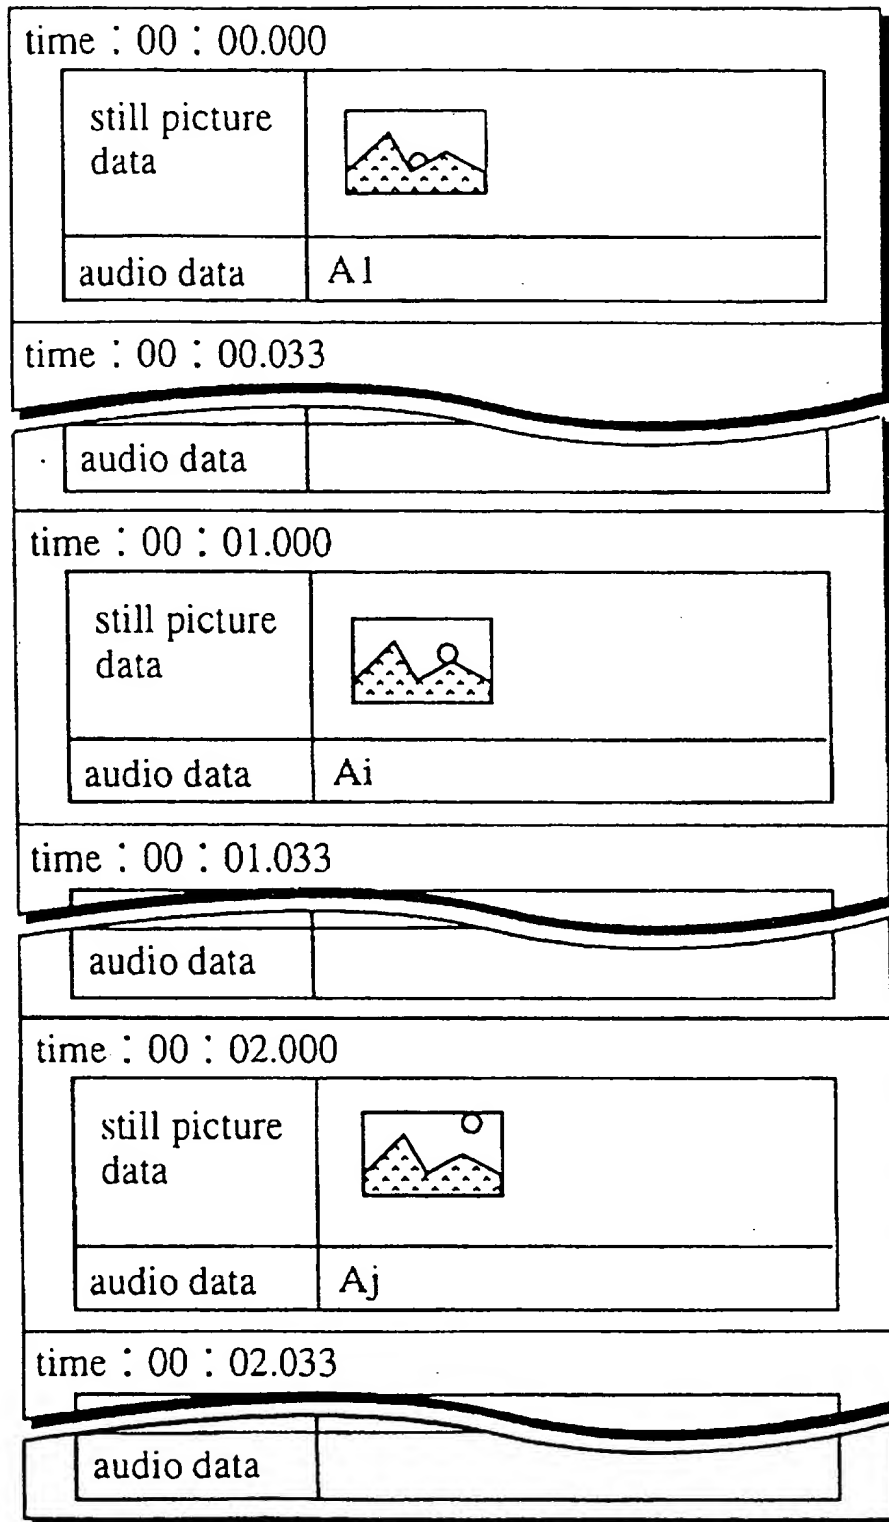 time : 00 : 00.000
still picture
data
audio data A1
time : 00 : 00.033
audio data
time : 00 : 01.000
still picture
data
audio data Ai
time : 00 : 01.033
audio data
time : 00 : 02.000
still picture
data
audio data Aj
time : 00 : 02.033
audio data